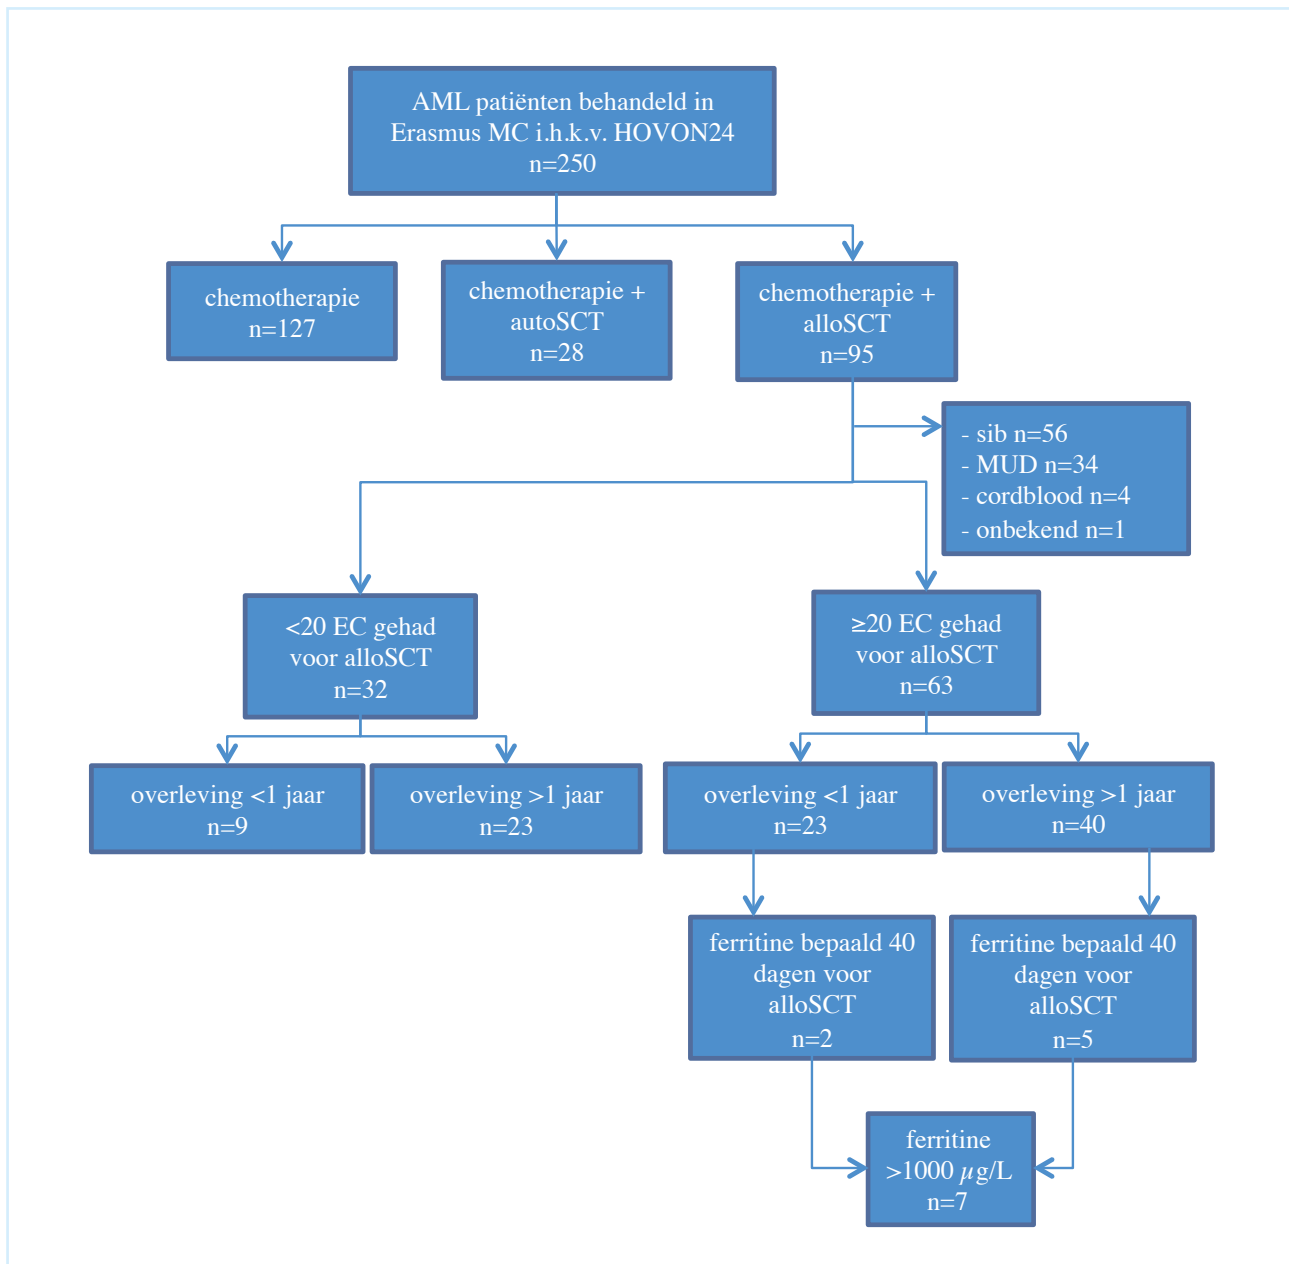 AML patiënten behandeld in
Erasmus MC i.h.k.v. HOVON24
n=250
chemotherapie
n=127
chemotherapie +
autoSCT
n=28
chemotherapie +
alloSCT
n=95
- sib n=56
- MUD n=34
- cordblood n=4
- onbekend n=1
<20 EC gehad
voor alloSCT
n=32
≥20 EC gehad
voor alloSCT
n=63
overleving <1 jaar
n=9
overleving >1 jaar
n=23
overleving <1 jaar
n=23
overleving >1 jaar
n=40
ferritine bepaald 40
dagen voor
alloSCT
n=2
ferritine bepaald 40
dagen voor
alloSCT
n=5
ferritine
>1000 µg/L
n=7